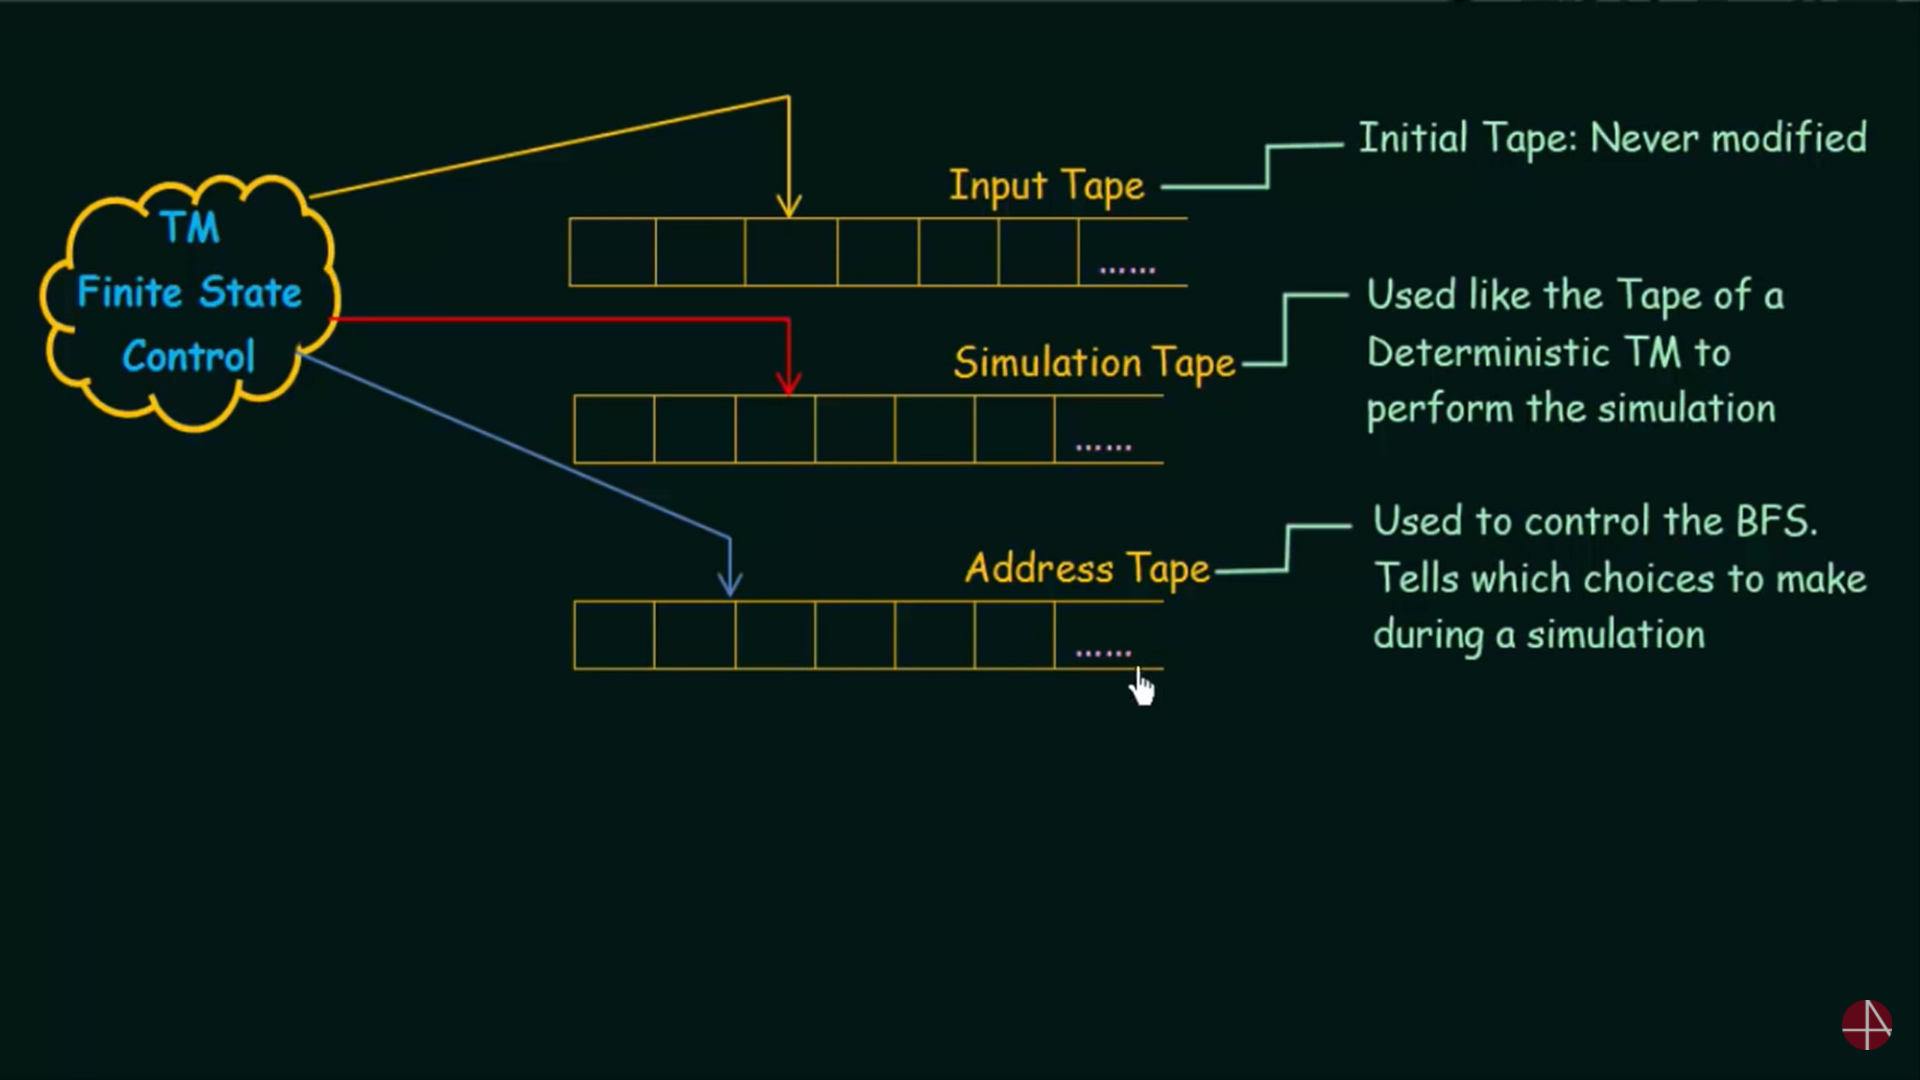 TM
Finite State
Control
Input Tape
Initial Tape: Never modified
......
Simulation Tape
Used like the Tape of a
Deterministic TM to
perform the simulation
......
Address Tape
Used to control the BFS.
Tells which choices to make
during a simulation
......